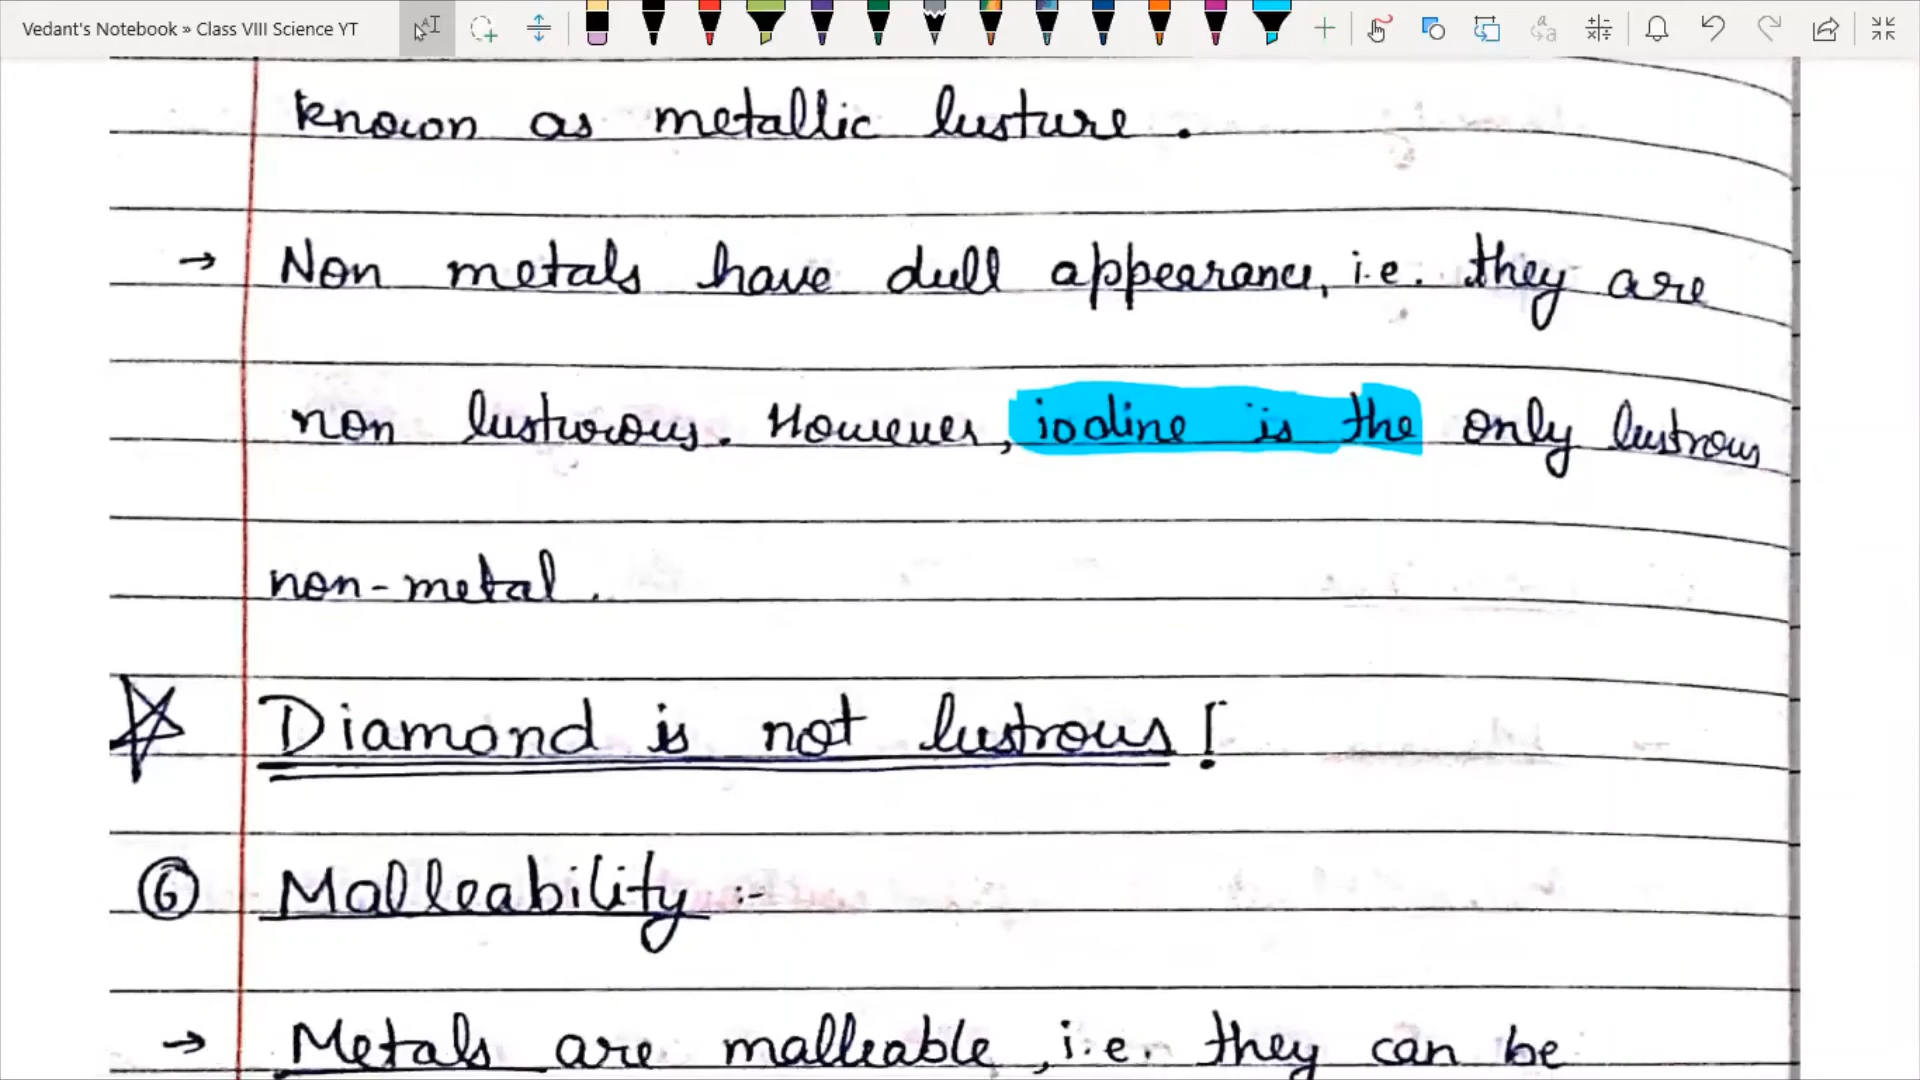 Vedant's Notebook » Class VIII Science YT
known as metallic lusture.
→ Non metals have dull appearance, i.e. they are
non lustrous. However, iodine is the only lustrous
non-metal.
☆ Diamond is not lustrous!
⑥ Malleability :-
→ Metals are malleable, i.e. they can be